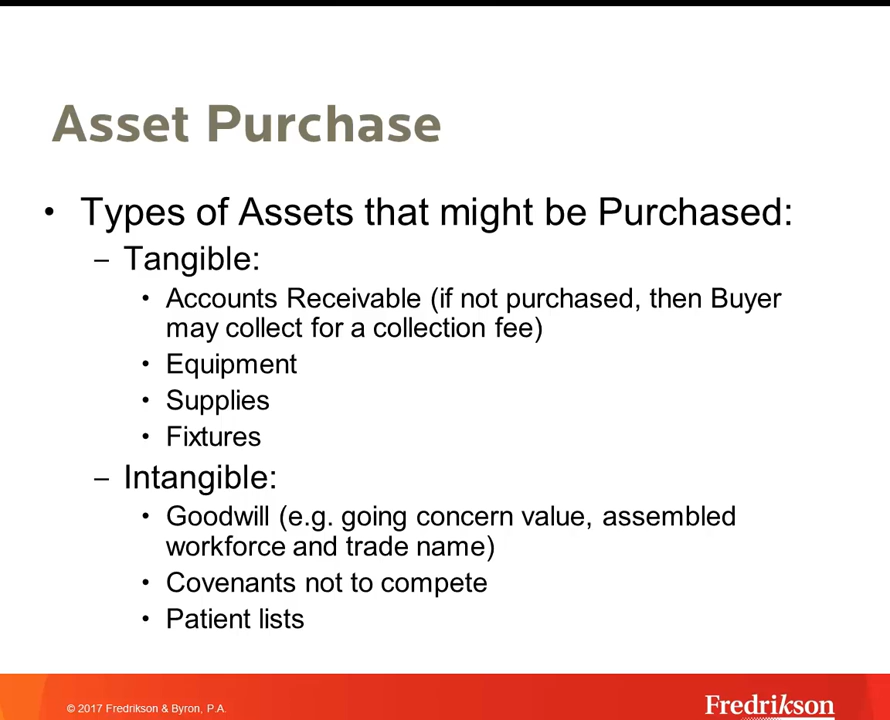 Asset Purchase
• Types of Assets that might be Purchased:
– Tangible:
• Accounts Receivable (if not purchased, then Buyer
may collect for a collection fee)
• Equipment
• Supplies
• Fixtures
– Intangible:
• Goodwill (e.g. going concern value, assembled
workforce and trade name)
• Covenants not to compete
• Patient lists
© 2017 Fredrikson & Byron, P.A.
Fredrikson